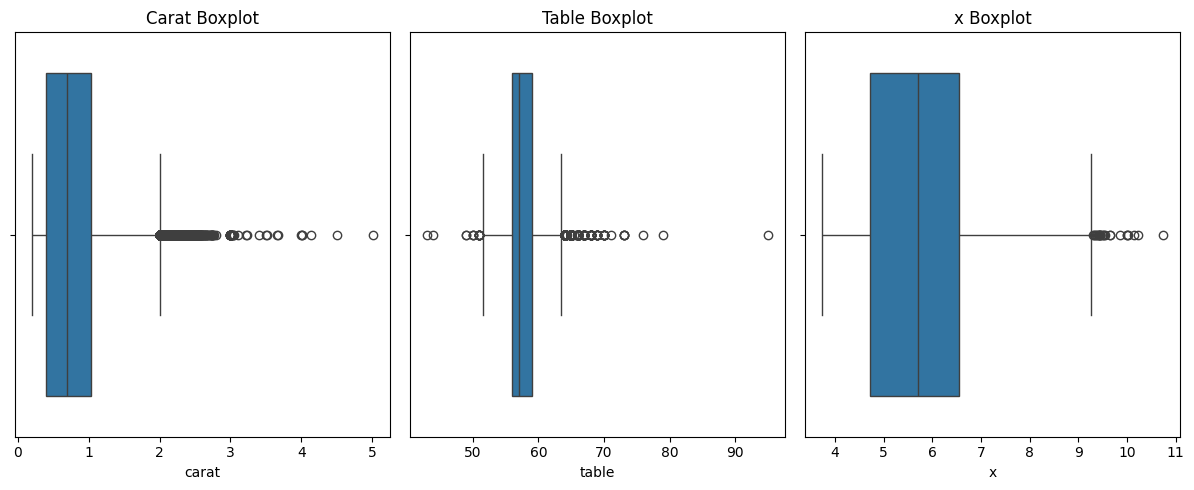 Carat Boxplot
Table Boxplot
x Boxplot
0 1 2 3 4 5
50 60 70 80 90
4 5 6 7 8 9 10 11
carat
table
x